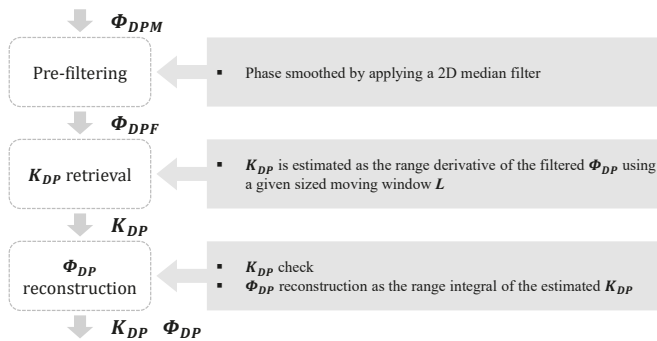 Φ_DPM
Pre-filtering
▪ Phase smoothed by applying a 2D median filter
Φ_DPF
K_DP retrieval
▪ K_DP is estimated as the range derivative of the filtered Φ_DP using
a given sized moving window L
K_DP
Φ_DP
reconstruction
▪ K_DP check
▪ Φ_DP reconstruction as the range integral of the estimated K_DP
K_DP Φ_DP